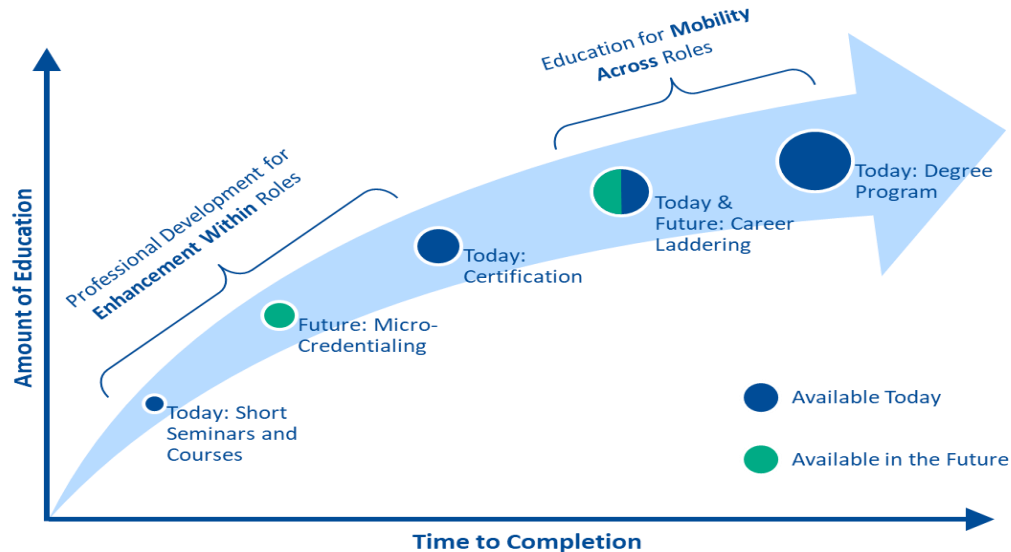 Education for Mobility
Across Roles
Professional Development for
Enhancement Within Roles
Amount of Education
Today: Degree
Program
Today &
Future: Career
Laddering
Today:
Certification
Future: Micro-
Credentialing
Today: Short
Seminars and
Courses
Available Today
Available in the Future
Time to Completion